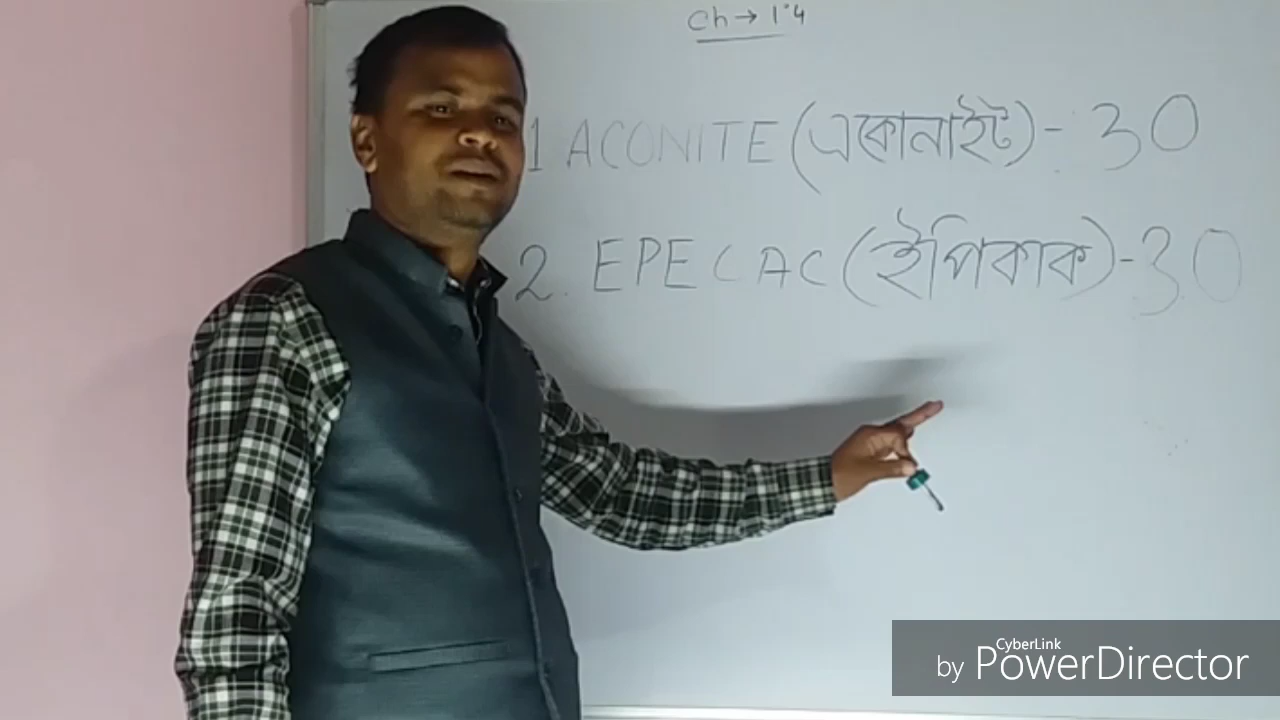 Ch → 1.4
1 ACONITE (একোনাইট) - 30
2. EPECAC (ইপিকাক) - 30
CyberLink
by PowerDirector